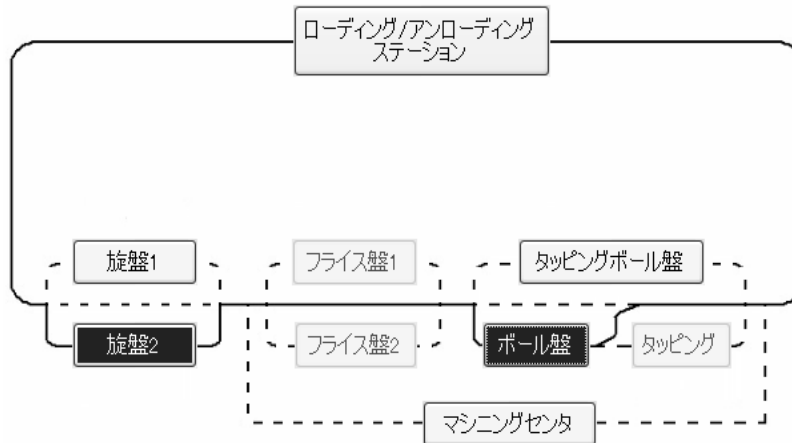 ローディング/アンローディング
ステーション
旋盤1
フライス盤1
タッピングボール盤
旋盤2
フライス盤2
ボール盤
タッピング
マシニングセンタ